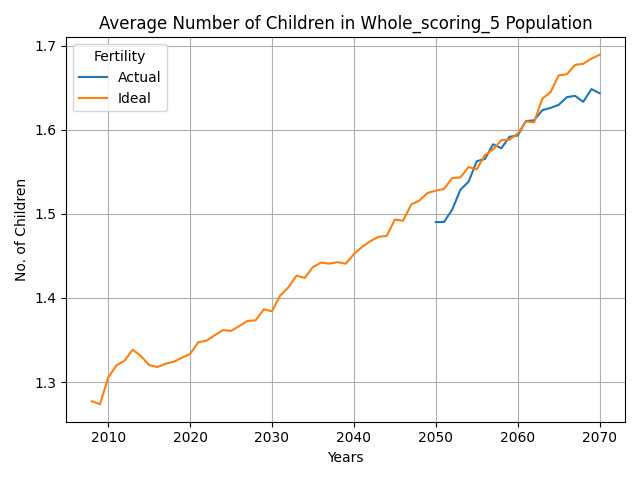 Average Number of Children in Whole_scoring_5 Population
Fertility
Actual
Ideal
No. of Children
1.7
1.6
1.5
1.4
1.3
2010 2020 2030 2040 2050 2060 2070
Years